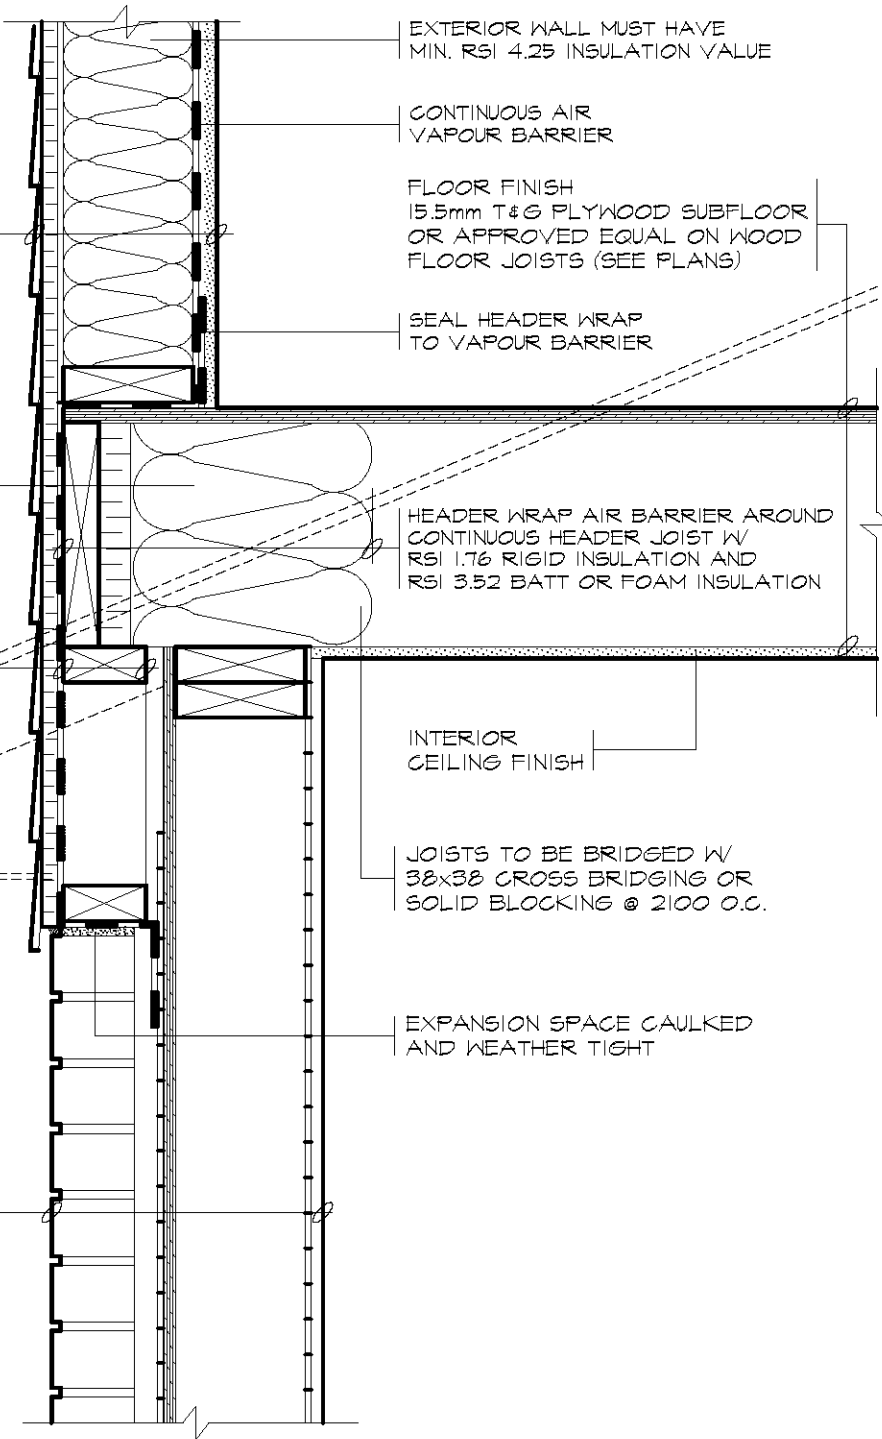 EXTERIOR WALL MUST HAVE
MIN. RSI 4.25 INSULATION VALUE
CONTINUOUS AIR
VAPOUR BARRIER
FLOOR FINISH
15.5mm T&G PLYWOOD SUBFLOOR
OR APPROVED EQUAL ON WOOD
FLOOR JOISTS (SEE PLANS)
SEAL HEADER WRAP
TO VAPOUR BARRIER
HEADER WRAP AIR BARRIER AROUND
CONTINUOUS HEADER JOIST W/
RSI 1.76 RIGID INSULATION AND
RSI 3.52 BATT OR FOAM INSULATION
INTERIOR
CEILING FINISH
JOISTS TO BE BRIDGED W/
38x38 CROSS BRIDGING OR
SOLID BLOCKING @ 2100 O.C.
EXPANSION SPACE CAULKED
AND WEATHER TIGHT